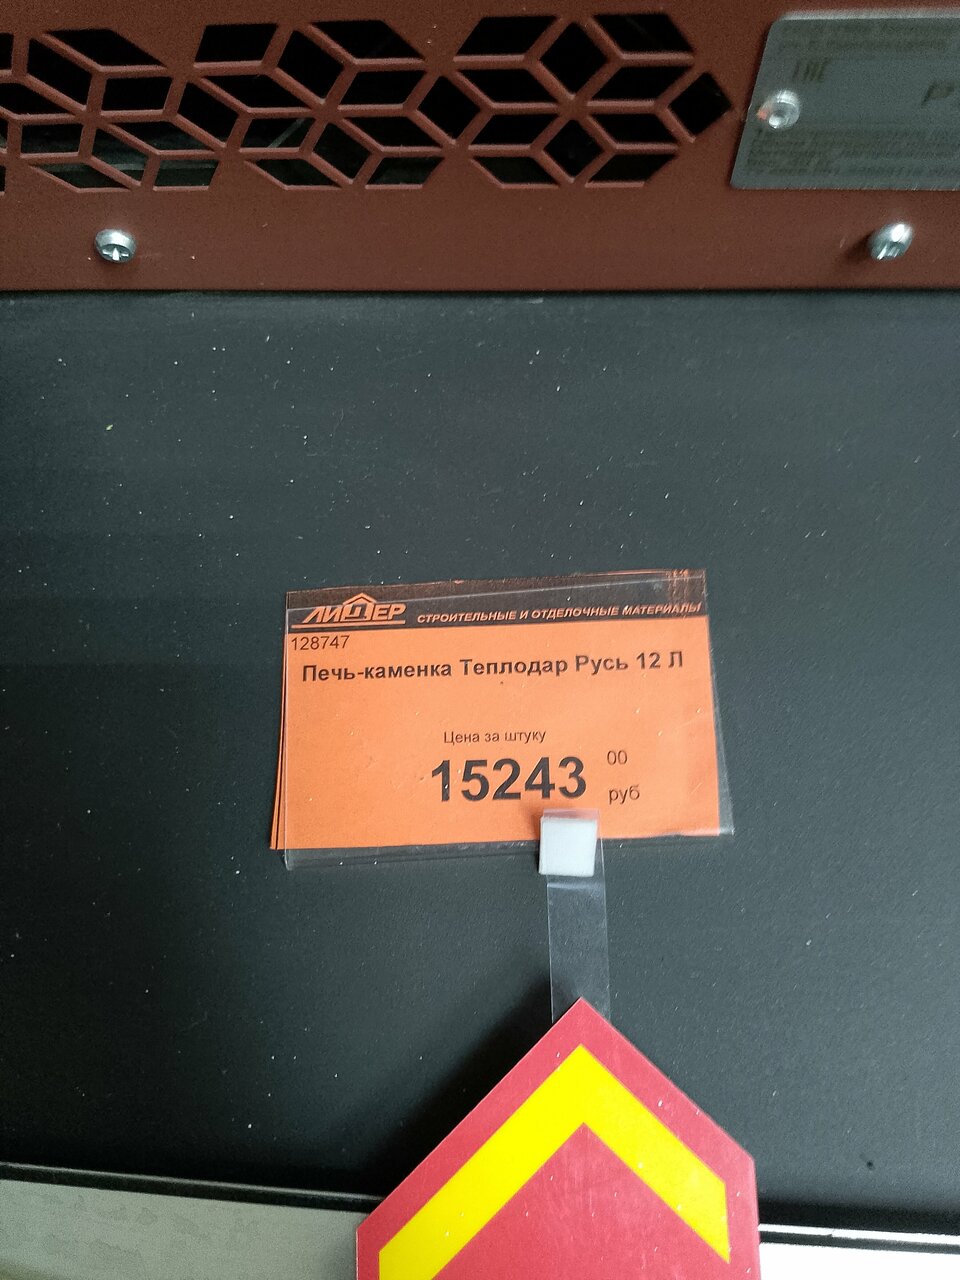 ЛИДЕР СТРОИТЕЛЬНЫЕ И ОТДЕЛОЧНЫЕ МАТЕРИАЛЫ
128747
Печь-каменка Теплодар Русь 12 Л
Цена за штуку
15243 00
руб